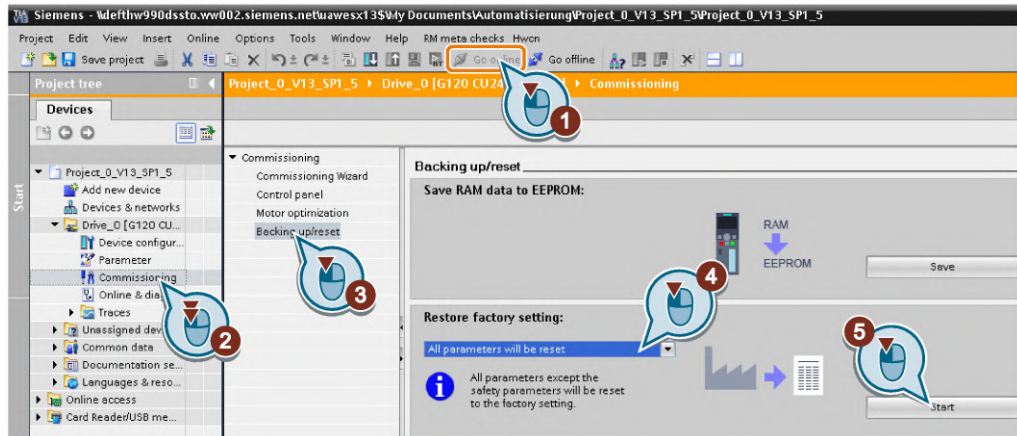 Siemens - \\defthw990dssto.ww002.siemens.net\uawesx13$\My Documents\Automatisierung\Project_0_V13_SP1_5\Project_0_V13_SP1_5
Project Edit View Insert Online Options Tools Window Help RM meta checks Hwcn
Save project Go online Go offline
Project tree
Project_0_V13_SP1_5 Drive_0 [G120 CU24 Commissioning
1
Devices
Start
Project_0_V13_SP1_5
Add new device
Devices & networks
Drive_0 [G120 CU...
Device configur...
Parameter
Commissioning
Online & dia
Traces
Unassigned dev
Common data
Documentation se...
Languages & reso...
Online access
Card Reader/USB me...
2
Commissioning
Commissioning Wizard
Control panel
Motor optimization
Backing up/reset
3
Backing up/reset
Save RAM data to EEPROM:
RAM
EEPROM
Save
4
Restore factory setting:
All parameters will be reset
All parameters except the
safety parameters will be reset
to the factory setting.
5
Start